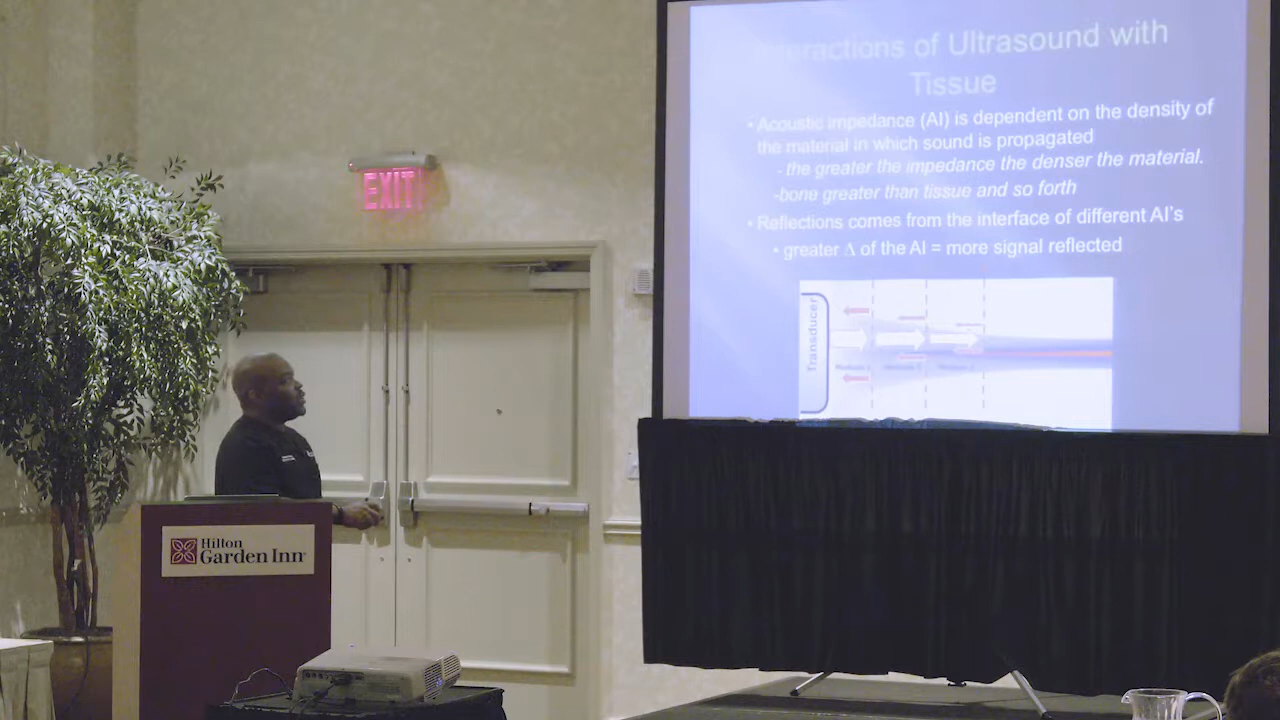 Interactions of Ultrasound with
Tissue
• Acoustic impedance (AI) is dependent on the density of
the material in which sound is propagated
- the greater the impedance the denser the material.
-bone greater than tissue and so forth
• Reflections comes from the interface of different AI's
• greater Δ of the AI = more signal reflected
Transducer
EXIT
Hilton
Garden Inn